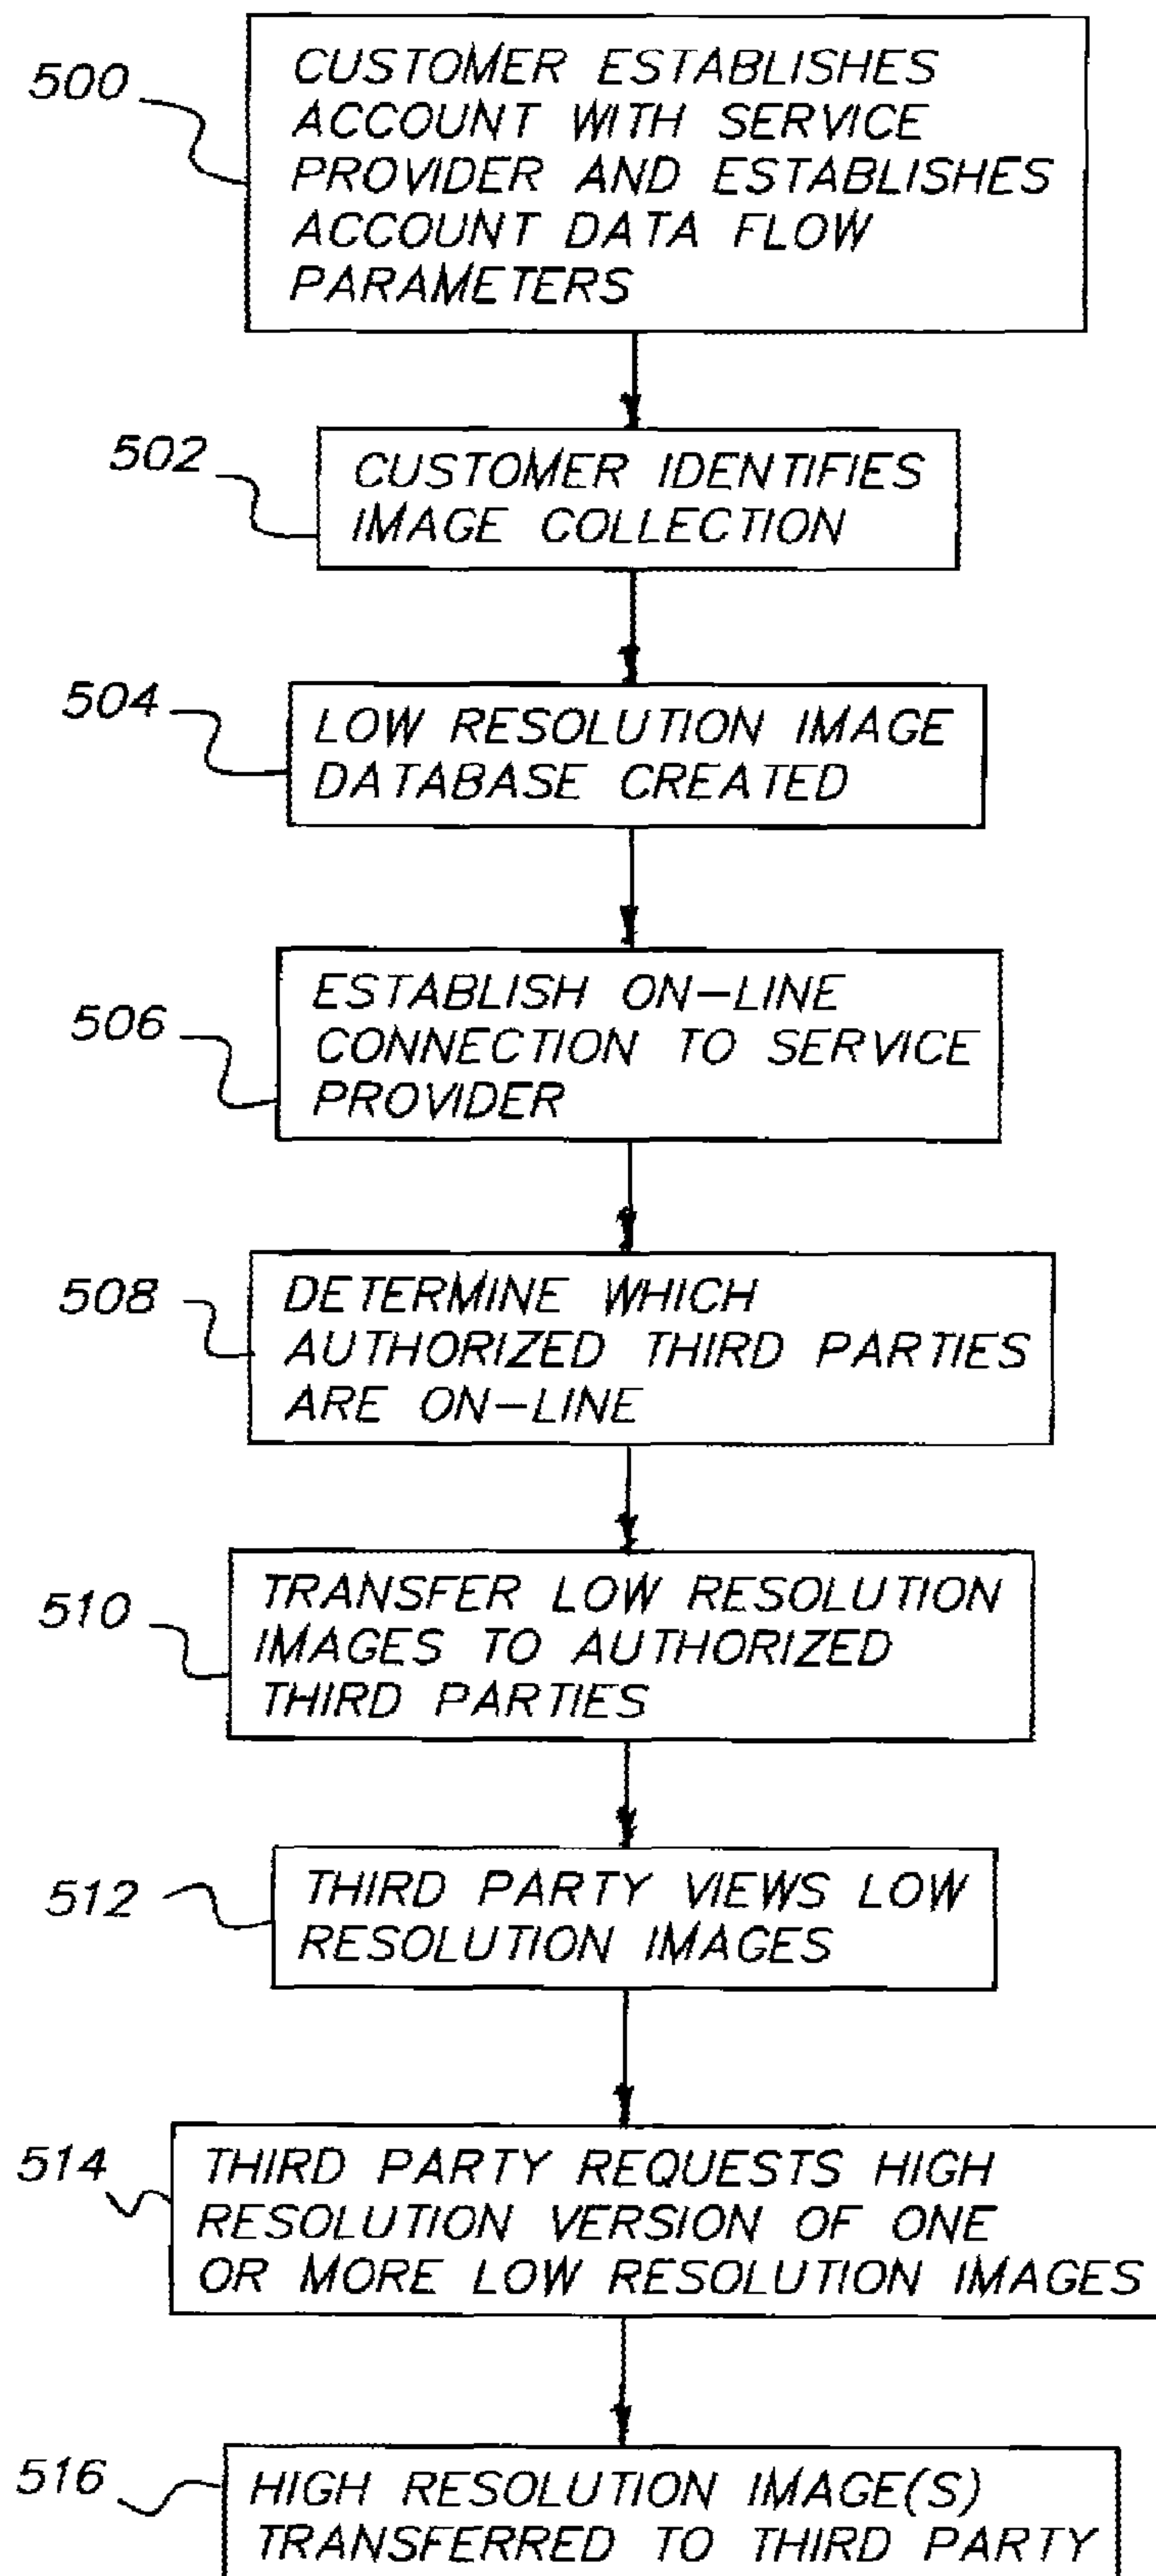 500
CUSTOMER ESTABLISHES
ACCOUNT WITH SERVICE
PROVIDER AND ESTABLISHES
ACCOUNT DATA FLOW
PARAMETERS
502
CUSTOMER IDENTIFIES
IMAGE COLLECTION
504
LOW RESOLUTION IMAGE
DATABASE CREATED
506
ESTABLISH ON-LINE
CONNECTION TO SERVICE
PROVIDER
508
DETERMINE WHICH
AUTHORIZED THIRD PARTIES
ARE ON-LINE
510
TRANSFER LOW RESOLUTION
IMAGES TO AUTHORIZED
THIRD PARTIES
512
THIRD PARTY VIEWS LOW
RESOLUTION IMAGES
514
THIRD PARTY REQUESTS HIGH
RESOLUTION VERSION OF ONE
OR MORE LOW RESOLUTION IMAGES
516
HIGH RESOLUTION IMAGE(S)
TRANSFERRED TO THIRD PARTY